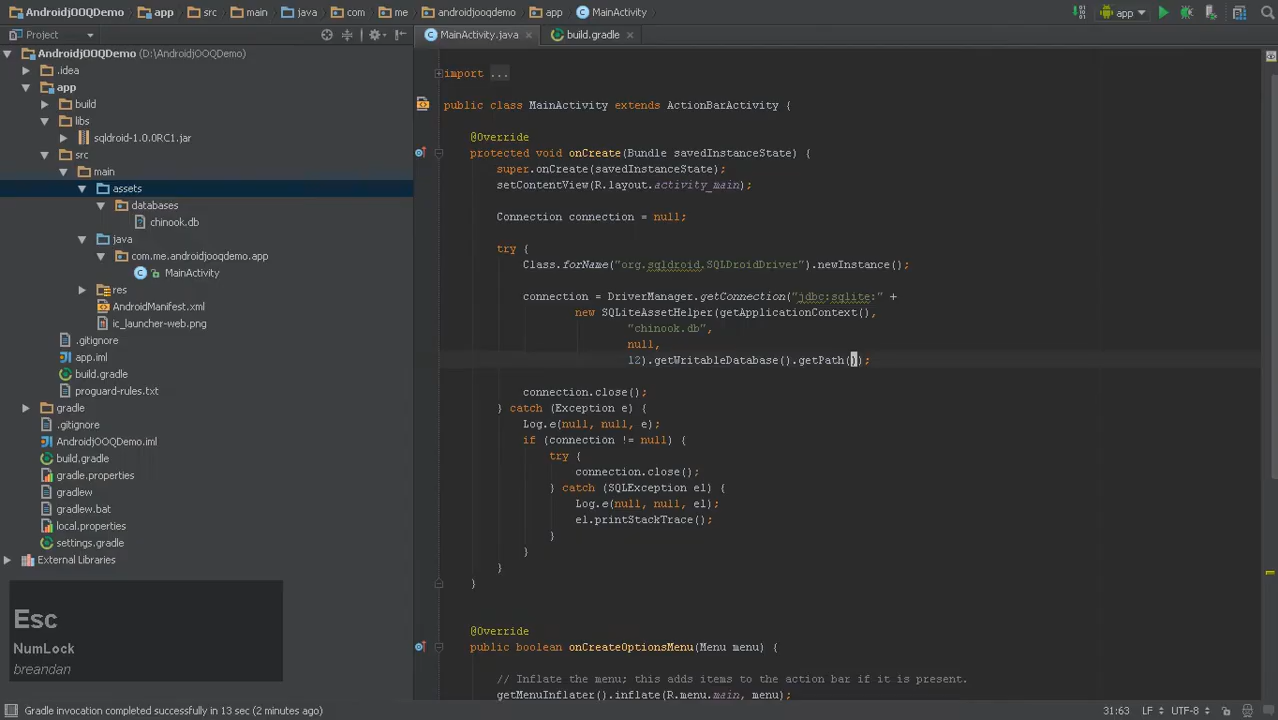 AndroidjOOQDemo app src main java com me androidjooqdemo app MainActivity app
Project
MainActivity.java build.gradle
AndroidjOOQDemo (D:\AndroidjOOQDemo)
.idea
app
build
libs
sqldroid-1.0.0RC1.jar
src
main
assets
databases
chinook.db
java
com.me.androidjooqdemo.app
MainActivity
res
AndroidManifest.xml
ic_launcher-web.png
.gitignore
app.iml
build.gradle
proguard-rules.txt
gradle
.gitignore
AndroidjOOQDemo.iml
build.gradle
gradle.properties
gradlew
gradlew.bat
local.properties
settings.gradle
External Libraries
Esc
NumLock
breandan
import ...
public class MainActivity extends ActionBarActivity {
@Override
protected void onCreate(Bundle savedInstanceState) {
super.onCreate(savedInstanceState);
setContentView(R.layout.activity_main);
Connection connection = null;
try {
Class.forName("org.sqldroid.SQLDroidDriver").newInstance();
connection = DriverManager.getConnection("jdbc:sqlite:" +
new SQLiteAssetHelper(getApplicationContext(),
"chinook.db",
null,
12).getWritableDatabase().getPath());
connection.close();
} catch (Exception e) {
Log.e(null, null, e);
if (connection != null) {
try {
connection.close();
} catch (SQLException e1) {
Log.e(null, null, e1);
e1.printStackTrace();
}
}
}
}
@Override
public boolean onCreateOptionsMenu(Menu menu) {
// Inflate the menu; this adds items to the action bar if it is present.
getMenuInflater().inflate(R.menu.main, menu);
Gradle invocation completed successfully in 13 sec (2 minutes ago) 31:63 LF UTF-8